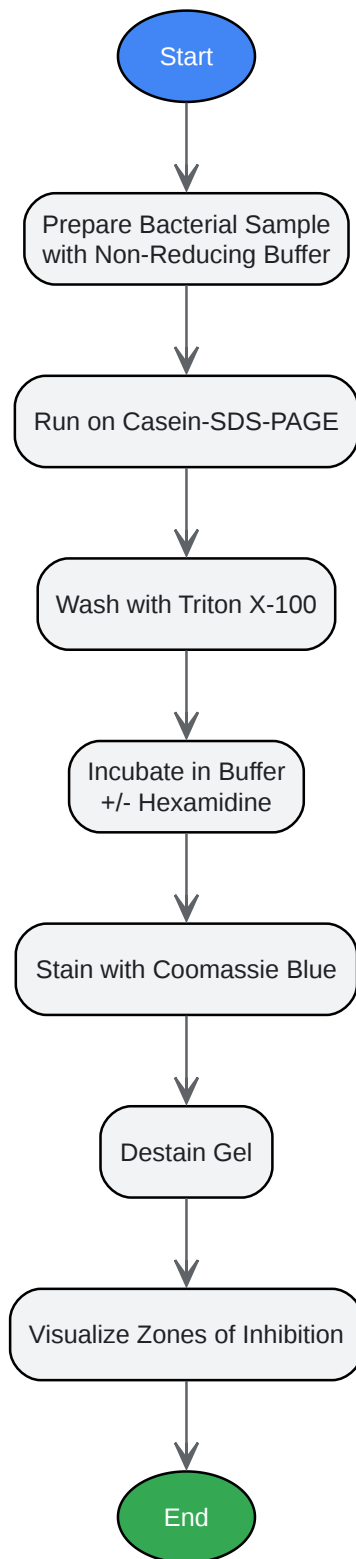 Start
Prepare Bacterial Sample
with Non-Reducing Buffer
Run on Casein-SDS-PAGE
Wash with Triton X-100
Incubate in Buffer
+/- Hexamidine
Stain with Coomassie Blue
Destain Gel
Visualize Zones of Inhibition
End